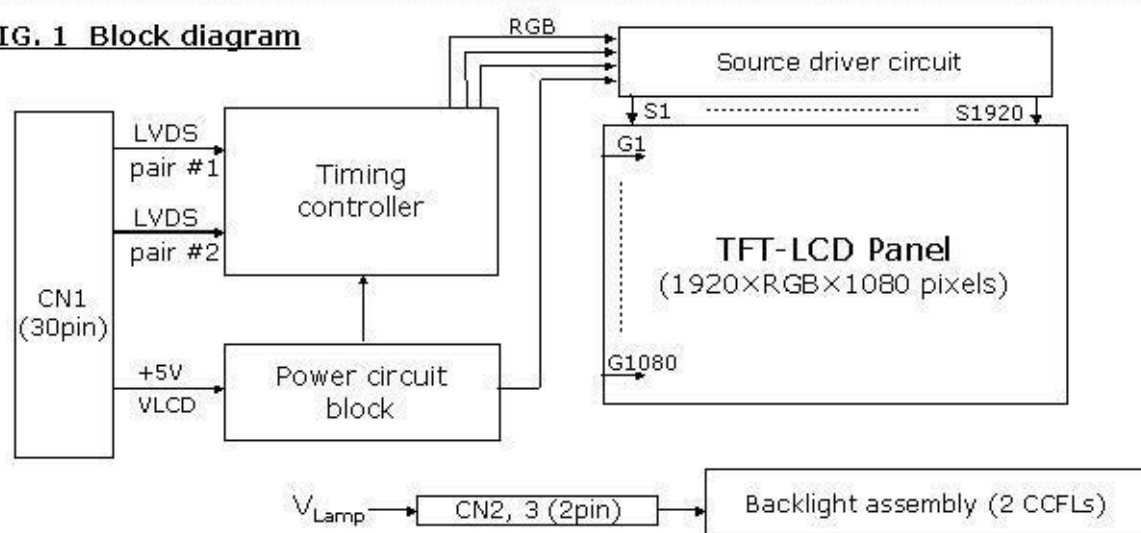 IG. 1 Block diagram
RGB
Source driver circuit
S1
S1920
LVDS
pair #1
LVDS
pair #2
Timing
controller
G1
TFT-LCD Panel
(1920×RGB×1080 pixels)
G1080
CN1
(30pin)
+5V
VLCD
Power circuit
block
VLamp
CN2, 3 (2pin)
Backlight assembly (2 CCFLs)